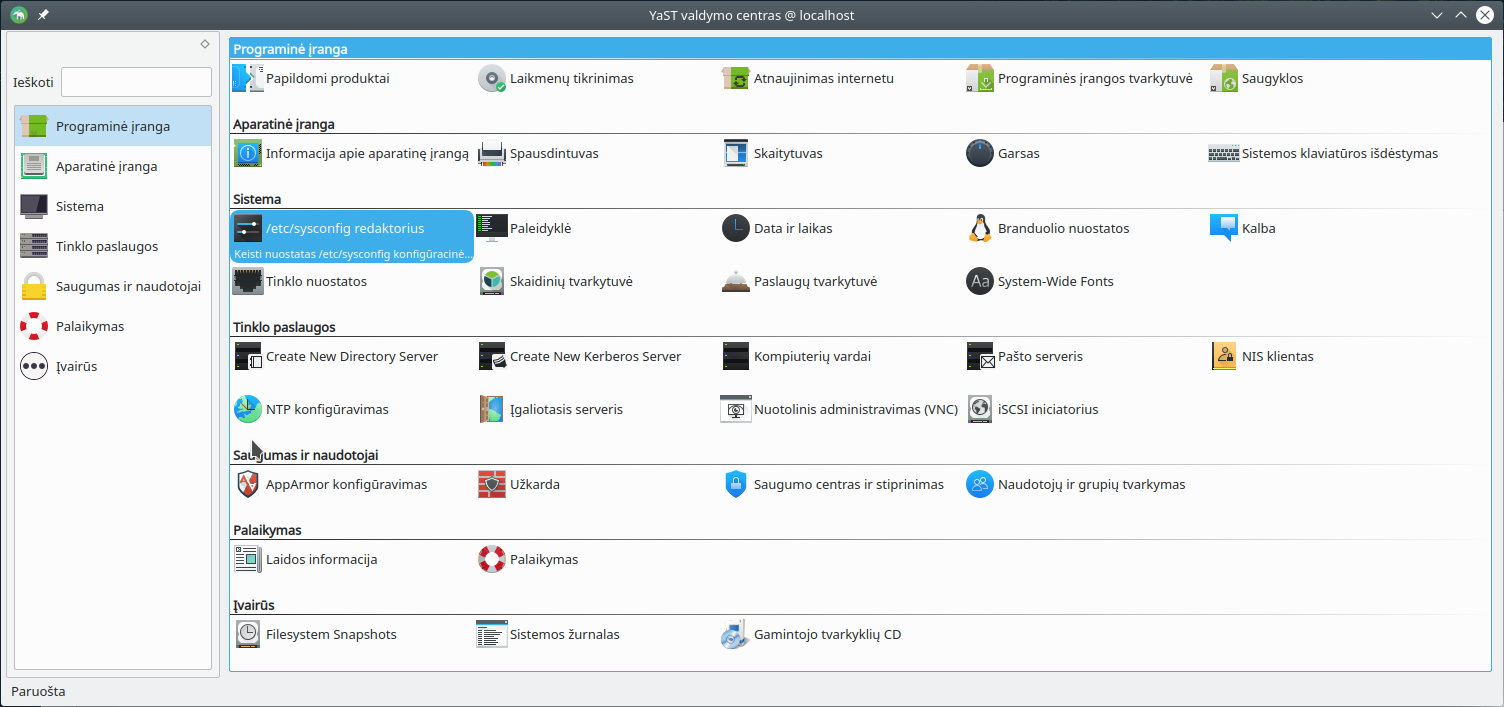 YaST valdymo centras @ localhost
Ieškoti
Programinė įranga
Aparatinė įranga
Sistema
Tinklo paslaugos
Saugumas ir naudotojai
Palaikymas
Įvairūs
Programinė įranga
Papildomi produktai
Laikmenų tikrinimas
Atnaujinimas internetu
Programinės įrangos tvarkytuvė
Saugyklos
Aparatinė įranga
Informacija apie aparatinę įrangą
Spausdintuvas
Skaitytuvas
Garsas
Sistemos klaviatūros išdėstymas
Sistema
/etc/sysconfig redaktorius
Keisti nuostatas /etc/sysconfig konfigūracinė...
Paleidyklė
Data ir laikas
Branduolio nuostatos
Kalba
Tinklo nuostatos
Skaidinių tvarkytuvė
Paslaugų tvarkytuvė
Aa
System-Wide Fonts
Tinklo paslaugos
Create New Directory Server
Create New Kerberos Server
Kompiuterių vardai
Pašto serveris
NIS klientas
NTP konfigūravimas
Įgaliotasis serveris
Nuotolinis administravimas (VNC)
iSCSI iniciatorius
Saugumas ir naudotojai
AppArmor konfigūravimas
Užkarda
Saugumo centras ir stiprinimas
Naudotojų ir grupių tvarkymas
Palaikymas
Laidos informacija
Palaikymas
Įvairūs
Filesystem Snapshots
Sistemos žurnalas
Gamintojo tvarkyklių CD
Paruošta